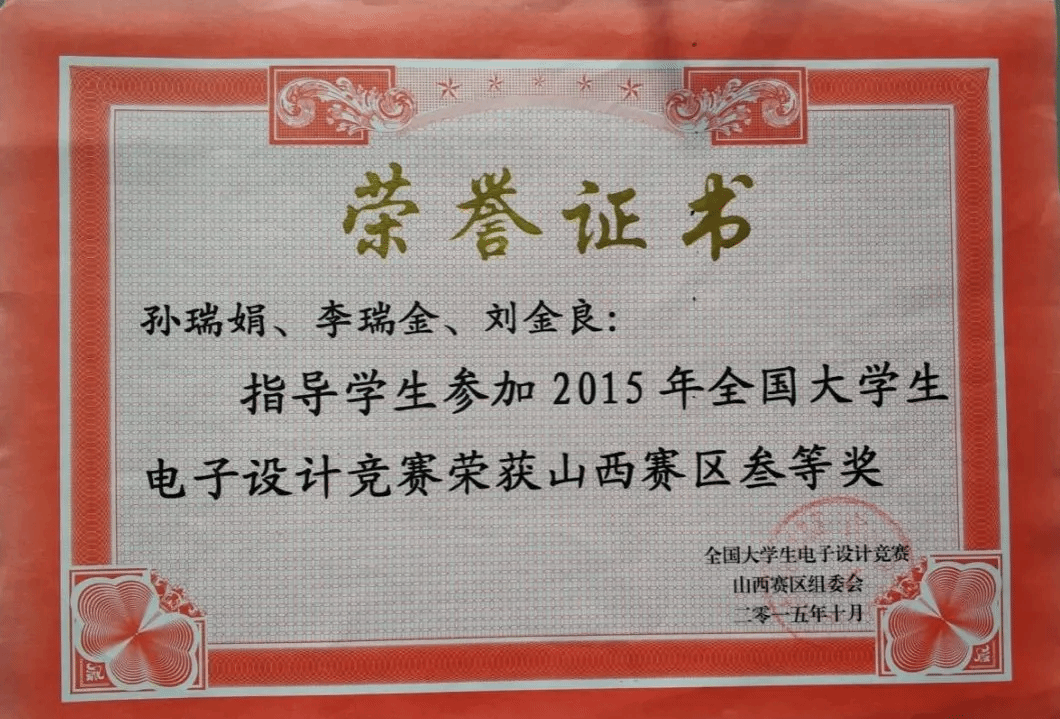 荣誉证书
孙瑞娟、李瑞金、刘金良：
指导学生参加2015年全国大学生
电子设计竞赛荣获山西赛区叁等奖
全国大学生电子设计竞赛
山西赛区组委会
二零一五年十月